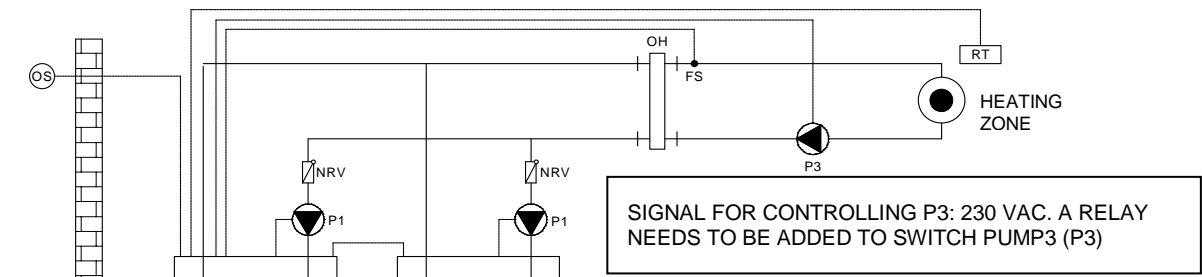 OH
RT
OS
FS
HEATING
ZONE
P3
NRV
NRV
P1
P1
SIGNAL FOR CONTROLLING P3: 230 VAC. A RELAY
NEEDS TO BE ADDED TO SWITCH PUMP3 (P3)